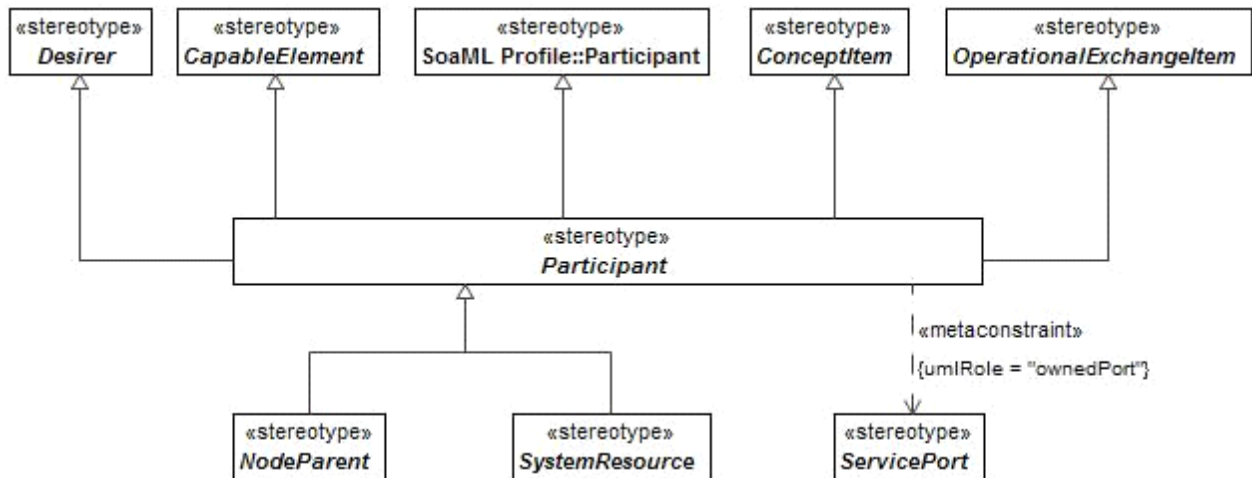 «stereotype»
Desirer
«stereotype»
CapableElement
«stereotype»
SoaML Profile::Participant
«stereotype»
ConceptItem
«stereotype»
OperationalExchangeItem
«stereotype»
Participant
«metaconstraint»
{umlRole = "ownedPort"}
«stereotype»
NodeParent
«stereotype»
SystemResource
«stereotype»
ServicePort